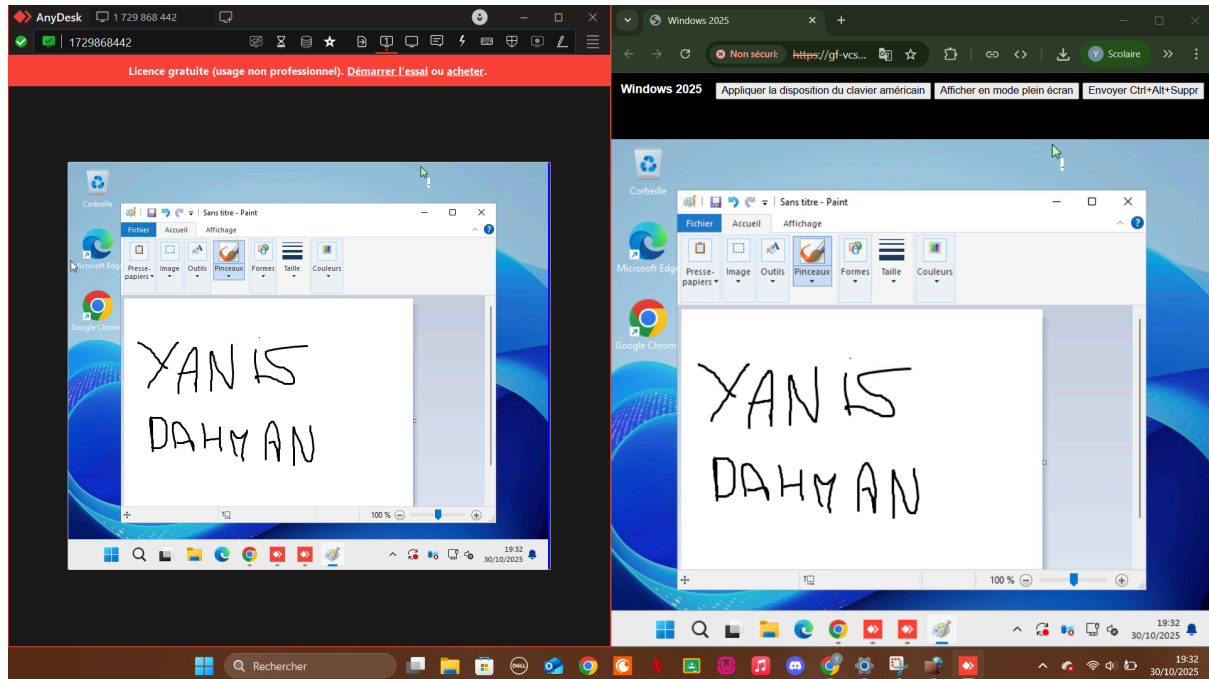 AnyDesk 1 729 868 442
1729868442
Licence gratuite (usage non professionnel). Démarrer l'essai ou acheter.
Corbeille
Microsoft Edg
Google Chrom
Sans titre - Paint
Fichier Accueil Affichage
Presse-papiers Image Outils Pinceaux Formes Taille Couleurs
YANIS
DAHMAN
100 %
19:32
30/10/2025
Windows 2025
Non sécuri: https://gf-vcs... Scolaire
Windows 2025 Appliquer la disposition du clavier américain Afficher en mode plein écran Envoyer Ctrl+Alt+Suppr
Corbeille
Microsoft Edg
Google Chrom
Sans titre - Paint
Fichier Accueil Affichage
Presse-papiers Image Outils Pinceaux Formes Taille Couleurs
YANIS
DAHMAN
100 %
19:32
30/10/2025
Rechercher
19:32
30/10/2025